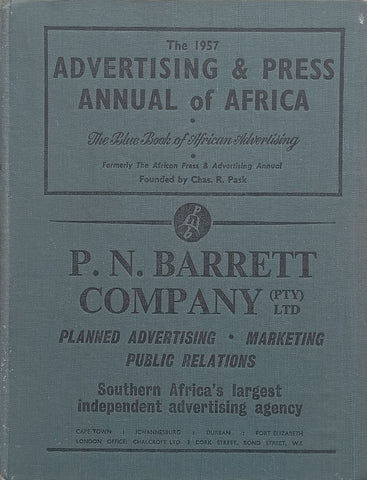 The 1957
ADVERTISING & PRESS
ANNUAL of AFRICA
•
The Blue Book of African Advertising
•
Formerly The African Press & Advertising Annual
Founded by Chas. R. Pask
P. N. BARRETT
COMPANY (PTY) LTD
PLANNED ADVERTISING • MARKETING
PUBLIC RELATIONS
Southern Africa's largest
independent advertising agency
CAPE TOWN : JOHANNESBURG : DURBAN : PORT ELIZABETH
LONDON OFFICE: CHALCROFT LTD. 2 CORK STREET, BOND STREET, W.1.